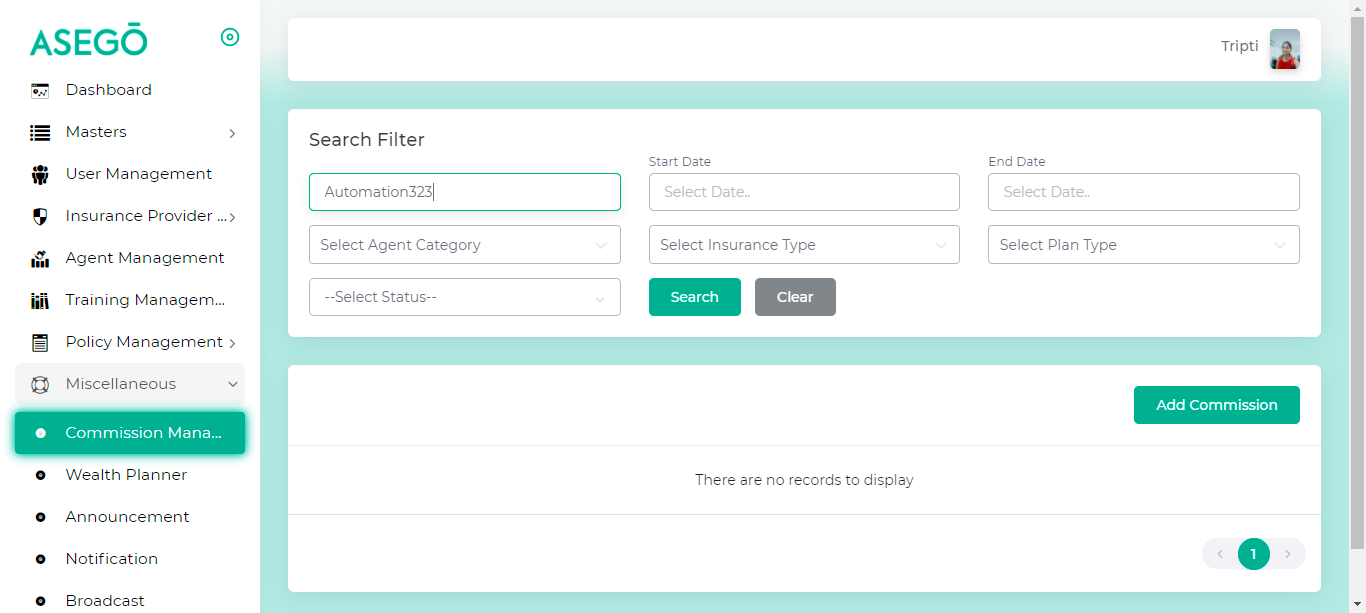 ASEGŌ
Dashboard
Masters
User Management
Insurance Provider ...
Agent Management
Training Managem...
Policy Management
Miscellaneous
Commission Mana...
Wealth Planner
Announcement
Notification
Broadcast
Tripti
Search Filter
Start Date
End Date
Automation323
Select Date..
Select Date..
Select Agent Category
Select Insurance Type
Select Plan Type
--Select Status--
Search
Clear
Add Commission
There are no records to display
1